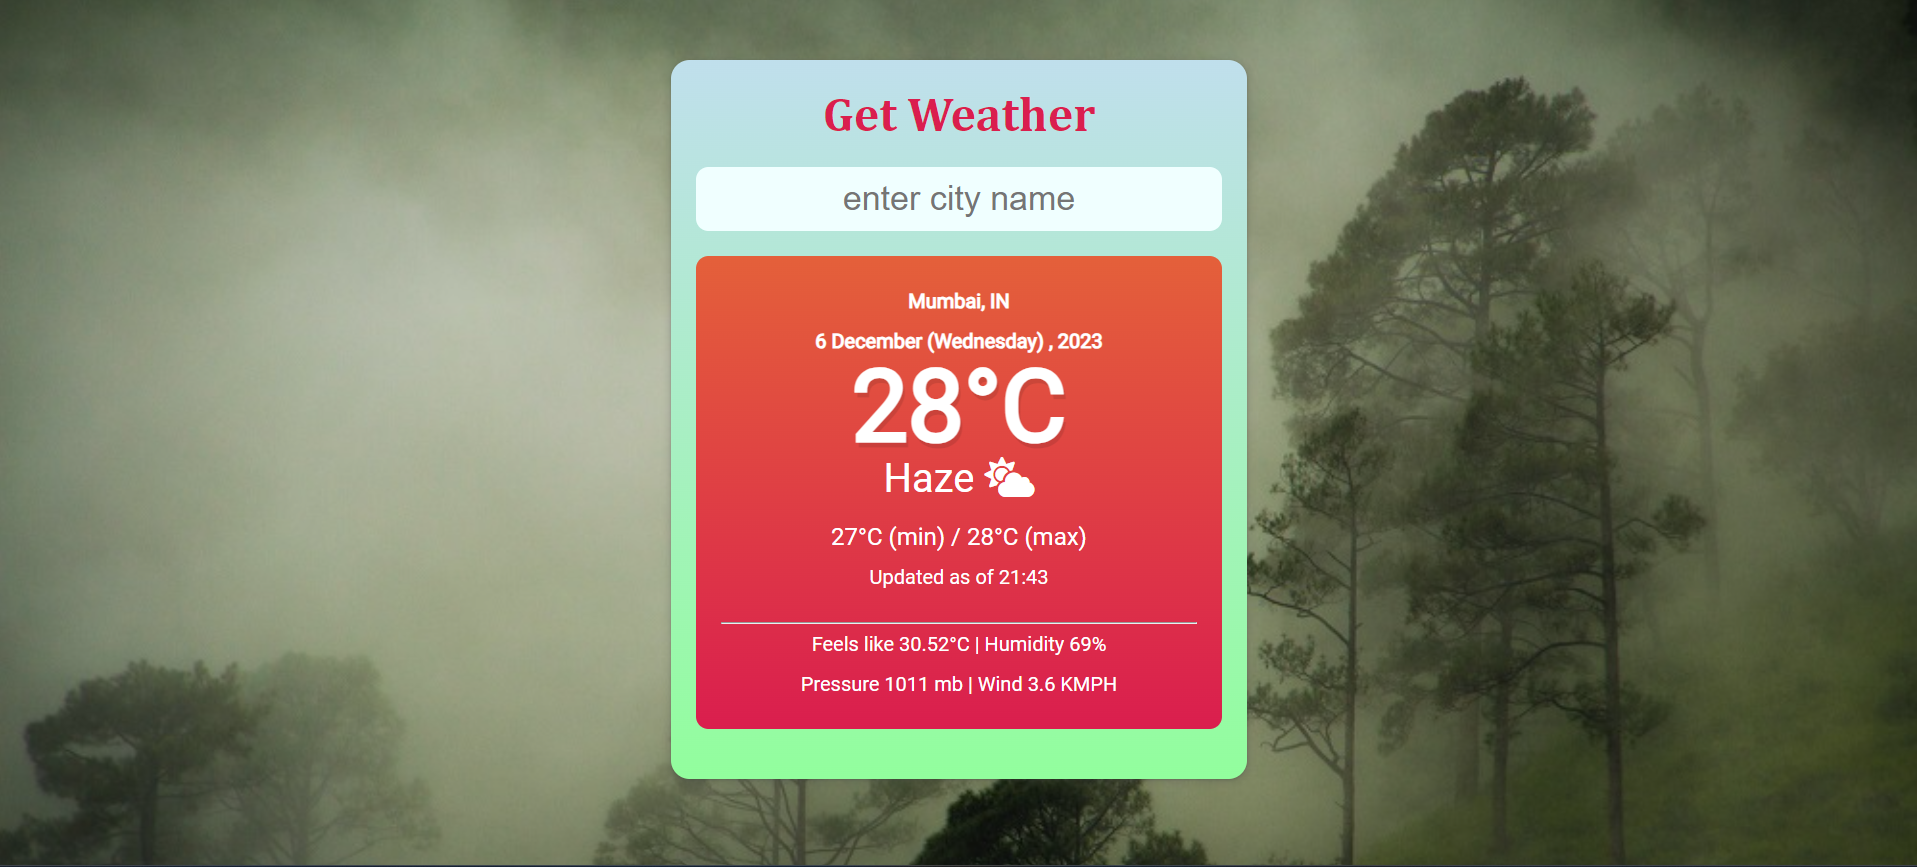 Get Weather
enter city name
Mumbai, IN
6 December (Wednesday) , 2023
28°C
Haze
27°C (min) / 28°C (max)
Updated as of 21:43
Feels like 30.52°C | Humidity 69%
Pressure 1011 mb | Wind 3.6 KMPH